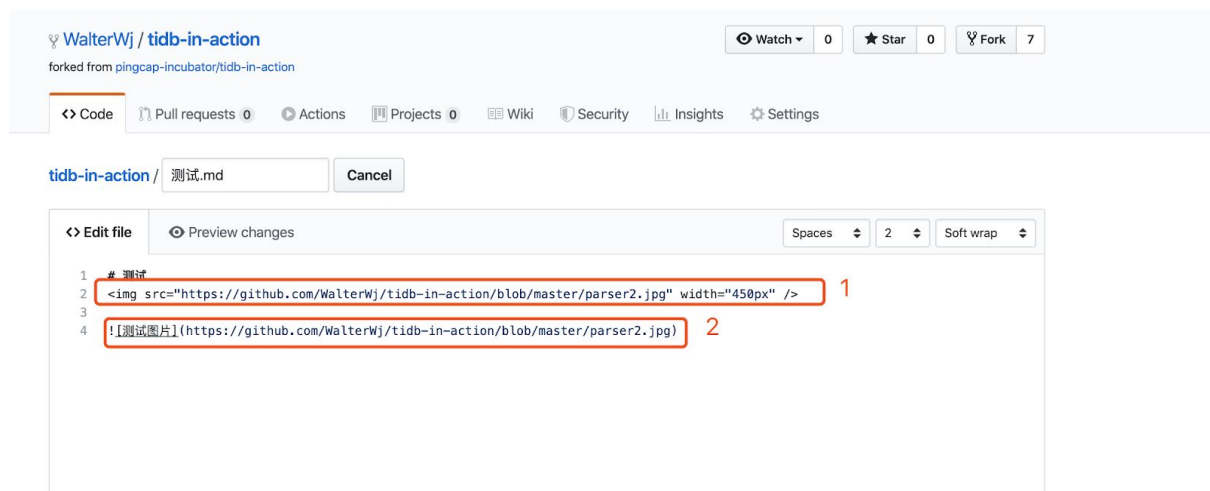 WalterWj / tidb-in-action
Watch 0 Star 0 Fork 7
forked from pingcap-incubator/tidb-in-action
Code Pull requests 0 Actions Projects 0 Wiki Security Insights Settings
tidb-in-action / 测试.md Cancel
<> Edit file Preview changes Spaces 2 Soft wrap
1 # 测试
2 <img src="https://github.com/WalterWj/tidb-in-action/blob/master/parser2.jpg" width="450px" /> 1
3
4 ![测试图片](https://github.com/WalterWj/tidb-in-action/blob/master/parser2.jpg) 2